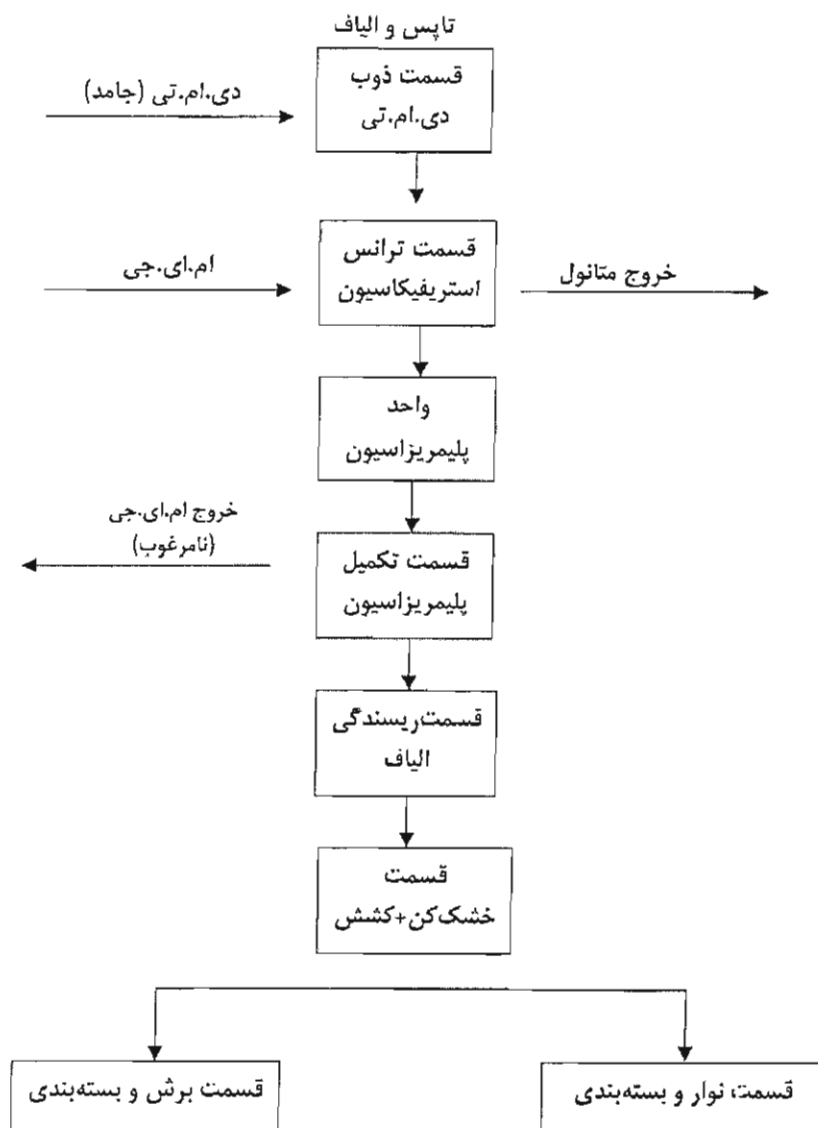 تاپس و الیاف
قسمت ذوب
دی.ام.تی
دی.ام.تی (جامد)
قسمت ترانس
استریفیکاسیون
ام.ای.جی
خروج متانول
واحد
پلیمریزاسیون
خروج ام.ای.جی
(نامرغوب)
قسمت تکمیل
پلیمریزاسیون
قسمت ریسندگی
الیاف
قسمت
خشک‌کن+کشش
قسمت نوار و بسته‌بندی
قسمت برش و بسته‌بندی